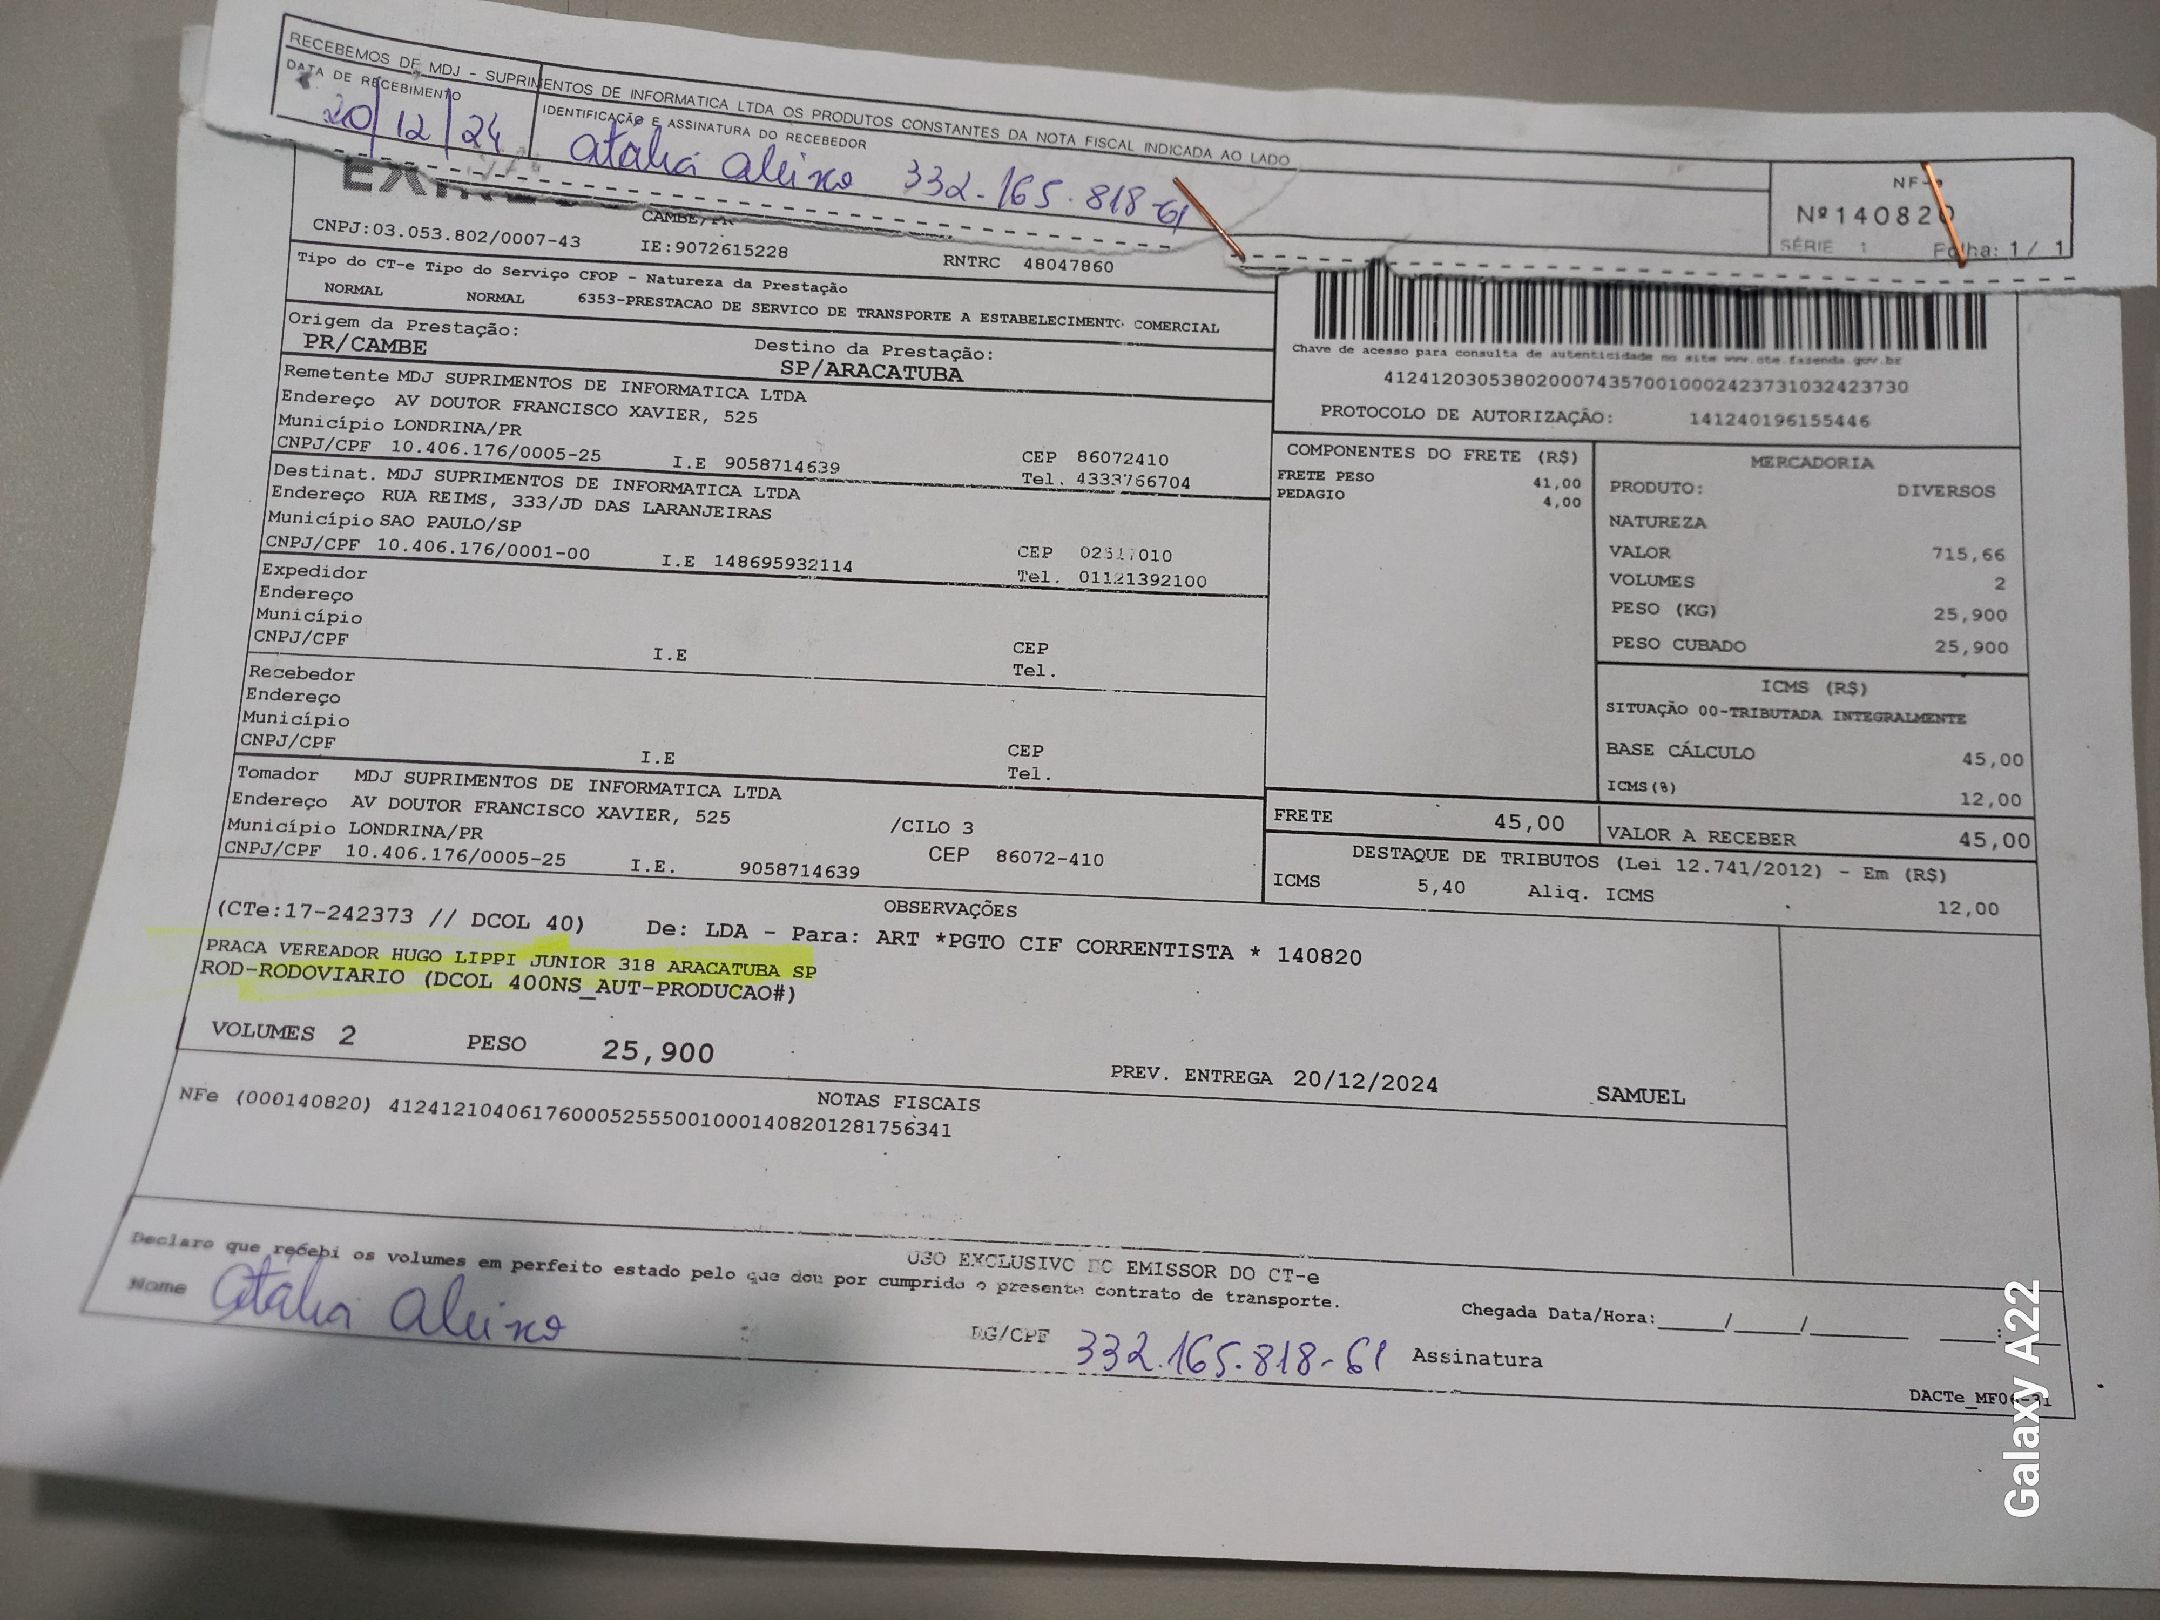 RECEBEMOS DE MDJ - SUPRIMENTOS DE INFORMATICA LTDA OS PRODUTOS CONSTANTES DA NOTA FISCAL INDICADA AO LADO
DATA DE RECEBIMENTO
IDENTIFICAÇÃO E ASSINATURA DO RECEBEDOR
20/12/24
atalia aleixo 332.165.818-61
NF-e
Nº140820
SÉRIE 1 Folha: 1 / 1
CAMBE/PR
CNPJ:03.053.802/0007-43 IE:9072615228 RNTRC 48047860
Tipo do CT-e Tipo do Serviço CFOP - Natureza da Prestação
NORMAL NORMAL 6353-PRESTACAO DE SERVICO DE TRANSPORTE A ESTABELECIMENTO COMERCIAL
Origem da Prestação: Destino da Prestação:
PR/CAMBE SP/ARACATUBA
Remetente MDJ SUPRIMENTOS DE INFORMATICA LTDA
Endereço AV DOUTOR FRANCISCO XAVIER, 525
Município LONDRINA/PR CEP 86072410
CNPJ/CPF 10.406.176/0005-25 I.E 9058714639 Tel. 4333766704
Destinat. MDJ SUPRIMENTOS DE INFORMATICA LTDA
Endereço RUA REIMS, 333/JD DAS LARANJEIRAS
Município SAO PAULO/SP CEP
CNPJ/CPF 10.406.176/0001-00 I.E 148695932114 Tel. 01121392100
Expedidor
Endereço
Município CEP
CNPJ/CPF I.E Tel.
Recebedor
Endereço
Município CEP
CNPJ/CPF I.E Tel.
Tomador MDJ SUPRIMENTOS DE INFORMATICA LTDA
Endereço AV DOUTOR FRANCISCO XAVIER, 525 /CILO 3
Município LONDRINA/PR CEP 86072-410
CNPJ/CPF 10.406.176/0005-25 I.E. 9058714639
Chave de acesso para consulta de autenticidade no site www.cte.fazenda.gov.br
41241203053802000743570010002423731032423730
PROTOCOLO DE AUTORIZAÇÃO: 141240196155446
COMPONENTES DO FRETE (R$)
FRETE PESO 41,00
PEDAGIO 4,00
MERCADORIA
PRODUTO: DIVERSOS
NATUREZA
VALOR 715,66
VOLUMES 2
PESO (KG) 25,900
PESO CUBADO 25,900
ICMS (R$)
SITUAÇÃO 00-TRIBUTADA INTEGRALMENTE
BASE CÁLCULO 45,00
ICMS(%) 12,00
FRETE 45,00 VALOR A RECEBER 45,00
DESTAQUE DE TRIBUTOS (Lei 12.741/2012) - Em (R$)
ICMS 5,40 Aliq. ICMS 12,00
OBSERVAÇÕES
(CTe:17-242373 // DCOL 40) De: LDA - Para: ART *PGTO CIF CORRENTISTA * 140820
PRACA VEREADOR HUGO LIPPI JUNIOR 318 ARACATUBA SP
ROD-RODOVIARIO (DCOL 400NS_AUT-PRODUCAO#)
VOLUMES 2 PESO 25,900 PREV. ENTREGA 20/12/2024 SAMUEL
NOTAS FISCAIS
NFe (000140820) 41241210406176000525550010001408201281756341
USO EXCLUSIVO DO EMISSOR DO CT-e
Declaro que recebi os volumes em perfeito estado pelo que dou por cumprido o presente contrato de transporte.
Chegada Data/Hora:____/____/______ ___:___
Nome atalia aleixo RG/CPF 332.165.818-61 Assinatura
Galaxy A22